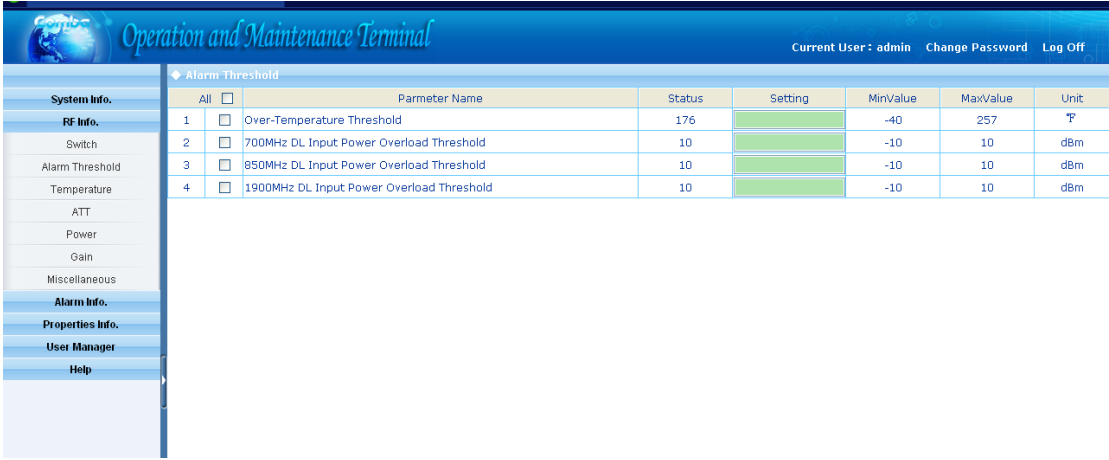 Comba
Operation and Maintenance Terminal
Current User : admin Change Password Log Off
System Info.
RF Info.
Switch
Alarm Threshold
Temperature
ATT
Power
Gain
Miscellaneous
Alarm Info.
Properties Info.
User Manager
Help
Alarm Threshold
All Parmeter Name Status Setting MinValue MaxValue Unit
1 Over-Temperature Threshold 176 -40 257 ℉
2 700MHz DL Input Power Overload Threshold 10 -10 10 dBm
3 850MHz DL Input Power Overload Threshold 10 -10 10 dBm
4 1900MHz DL Input Power Overload Threshold 10 -10 10 dBm